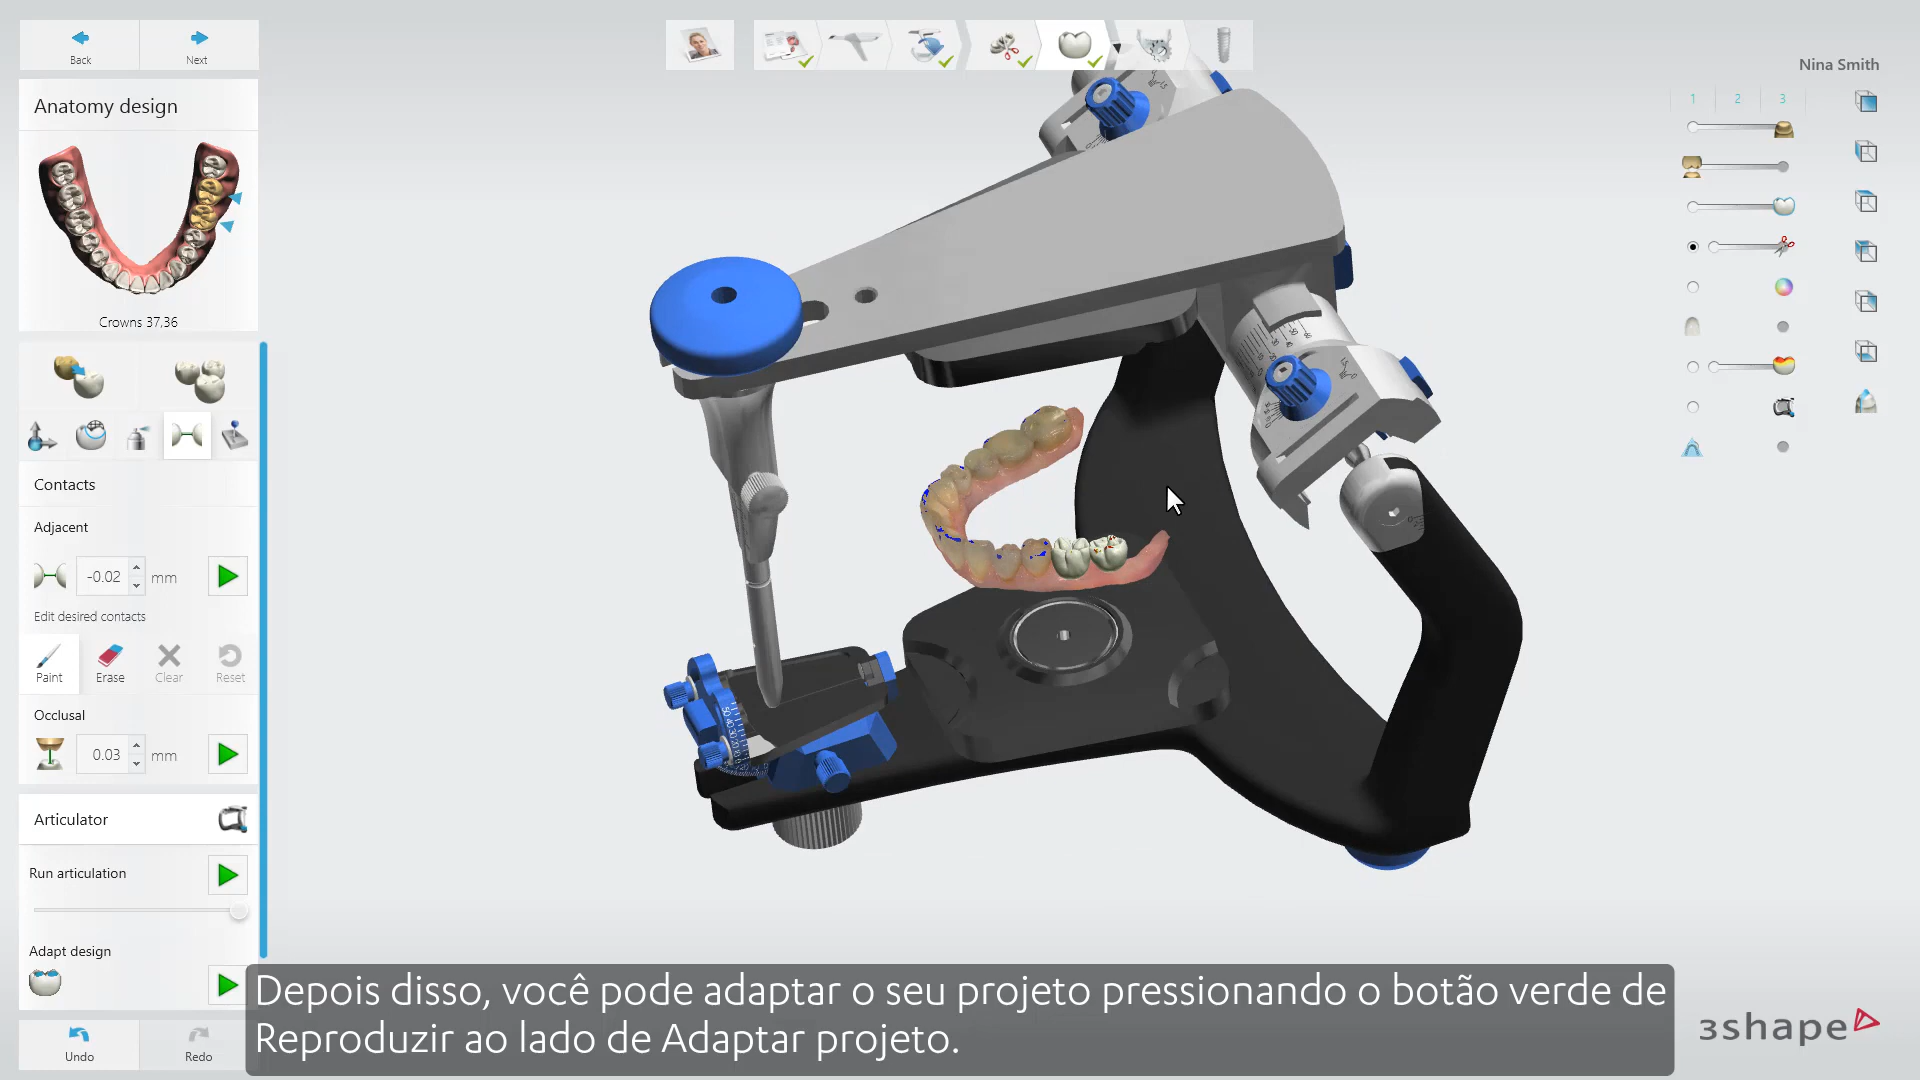 Back
Next
Nina Smith
Anatomy design
1 2 3
Crowns 37,36
Contacts
Adjacent
-0.02 mm
Edit desired contacts
Paint Erase Clear Reset
Occlusal
0.03 mm
Articulator
Run articulation
Adapt design
Depois disso, você pode adaptar o seu projeto pressionando o botão verde de
Reproduzir ao lado de Adaptar projeto.
Undo Redo
3shape